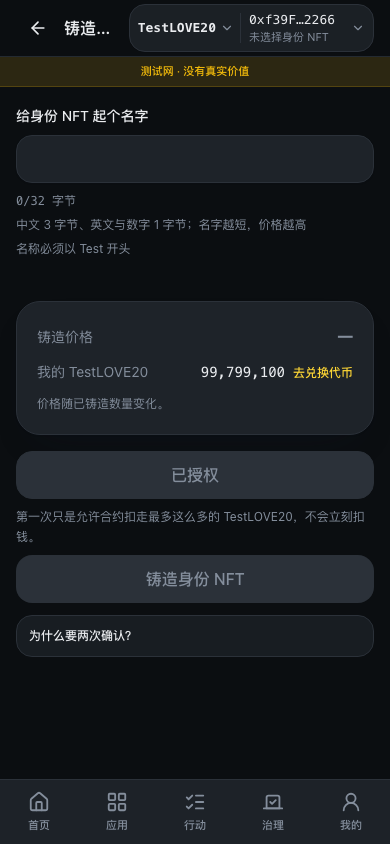 铸造...
TestLOVE20
0xf39F…2266
未选择身份 NFT
测试网 · 没有真实价值
给身份 NFT 起个名字
0/32 字节
中文 3 字节、英文与数字 1 字节；名字越短，价格越高
名称必须以 Test 开头
铸造价格
—
我的 TestLOVE20
99,799,100 去兑换代币
价格随已铸造数量变化。
已授权
第一次只是允许合约扣走最多这么多的 TestLOVE20，不会立刻扣
钱。
铸造身份 NFT
为什么要两次确认?
首页
应用
行动
治理
我的